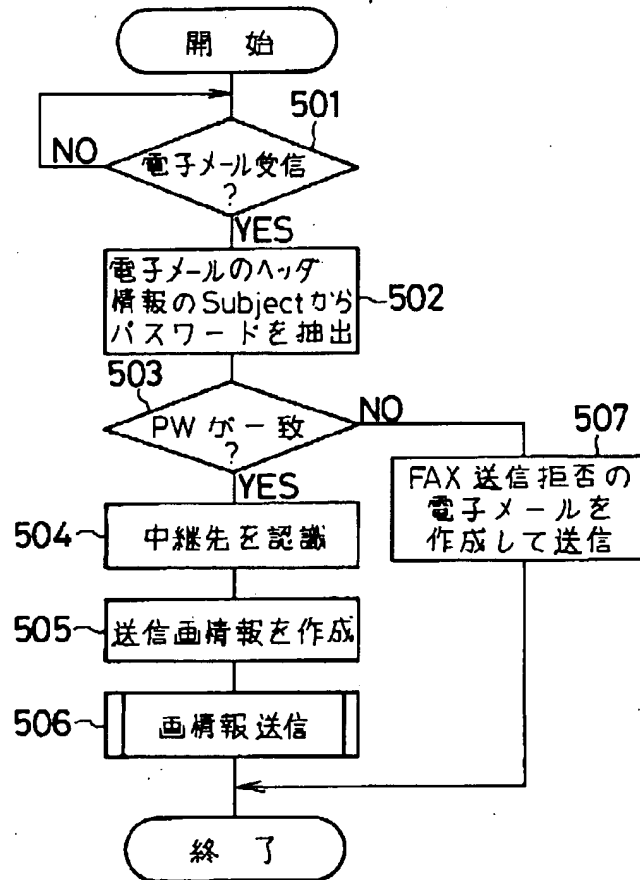 開始
501
NO
電子メール受信
?
YES
電子メールのヘッダ
情報のSubjectから
パスワードを抽出
502
503
PWが一致
?
NO
YES
507
FAX送信拒否の
電子メールを
作成して送信
504
中継先を認識
505
送信画情報を作成
506
画情報送信
終了